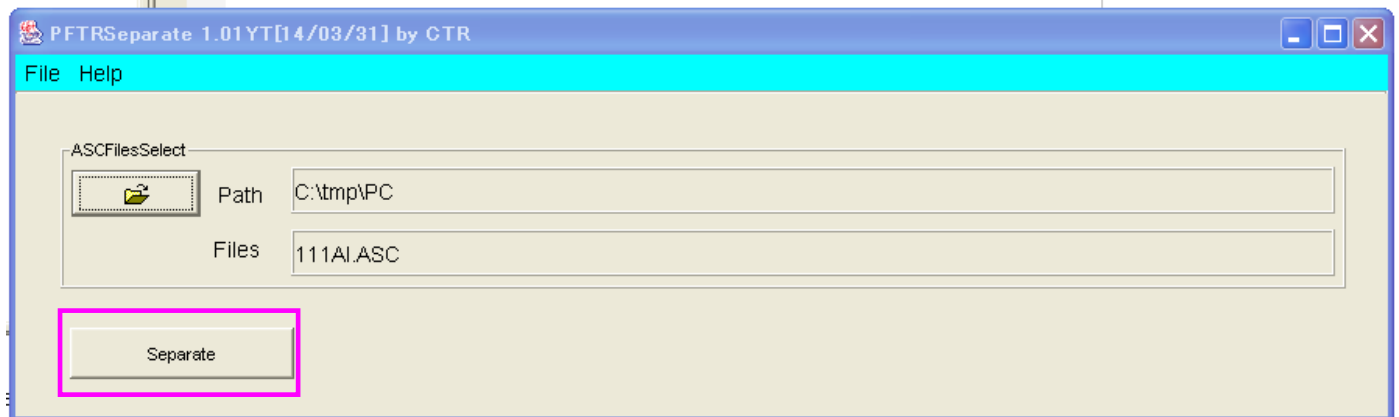 PFTRSeparate 1.01YT[14/03/31] by CTR
File Help
ASCFilesSelect
Path C:\tmp\PC
Files 111AI.ASC
Separate